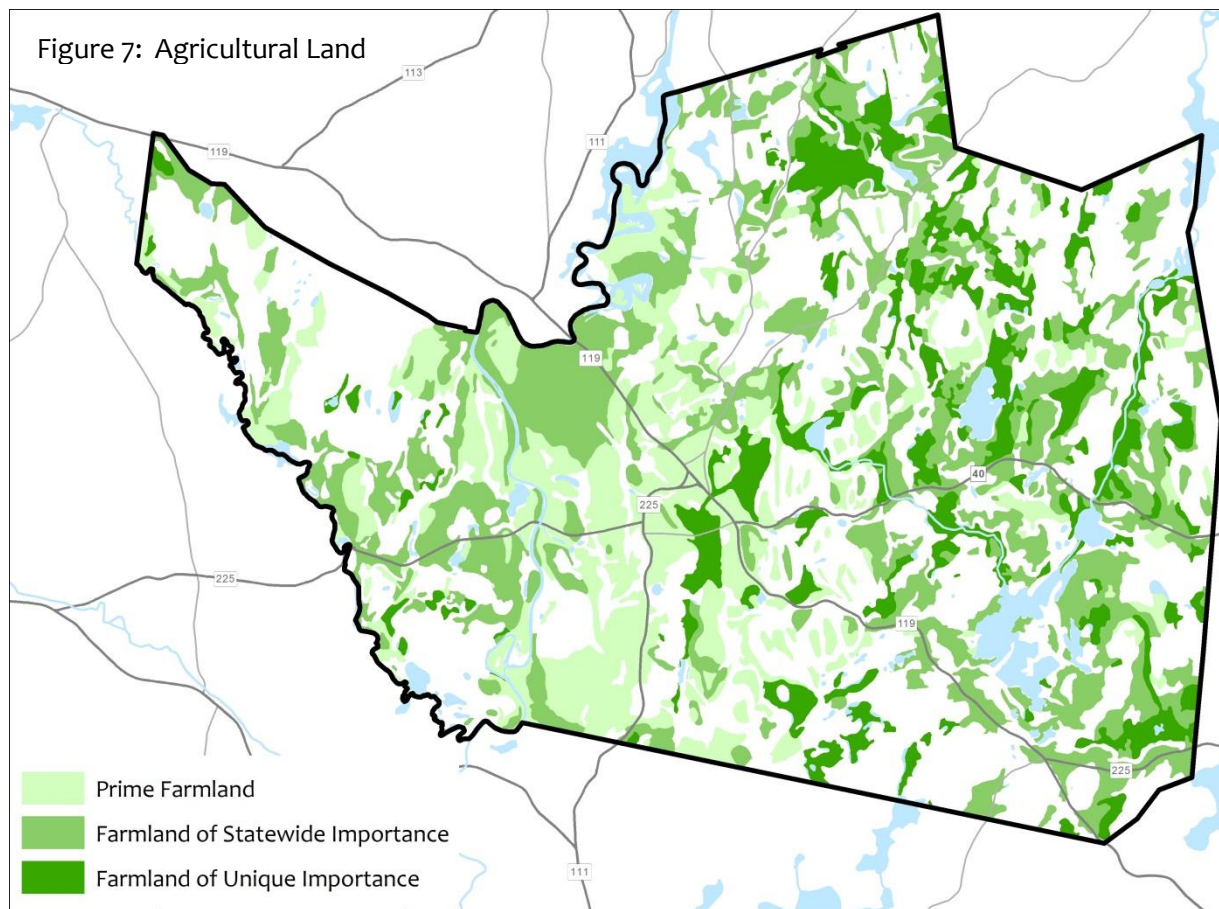 Figure 7: Agricultural Land
113
119
111
119
225
40
225
119
225
111
Prime Farmland
Farmland of Statewide Importance
Farmland of Unique Importance